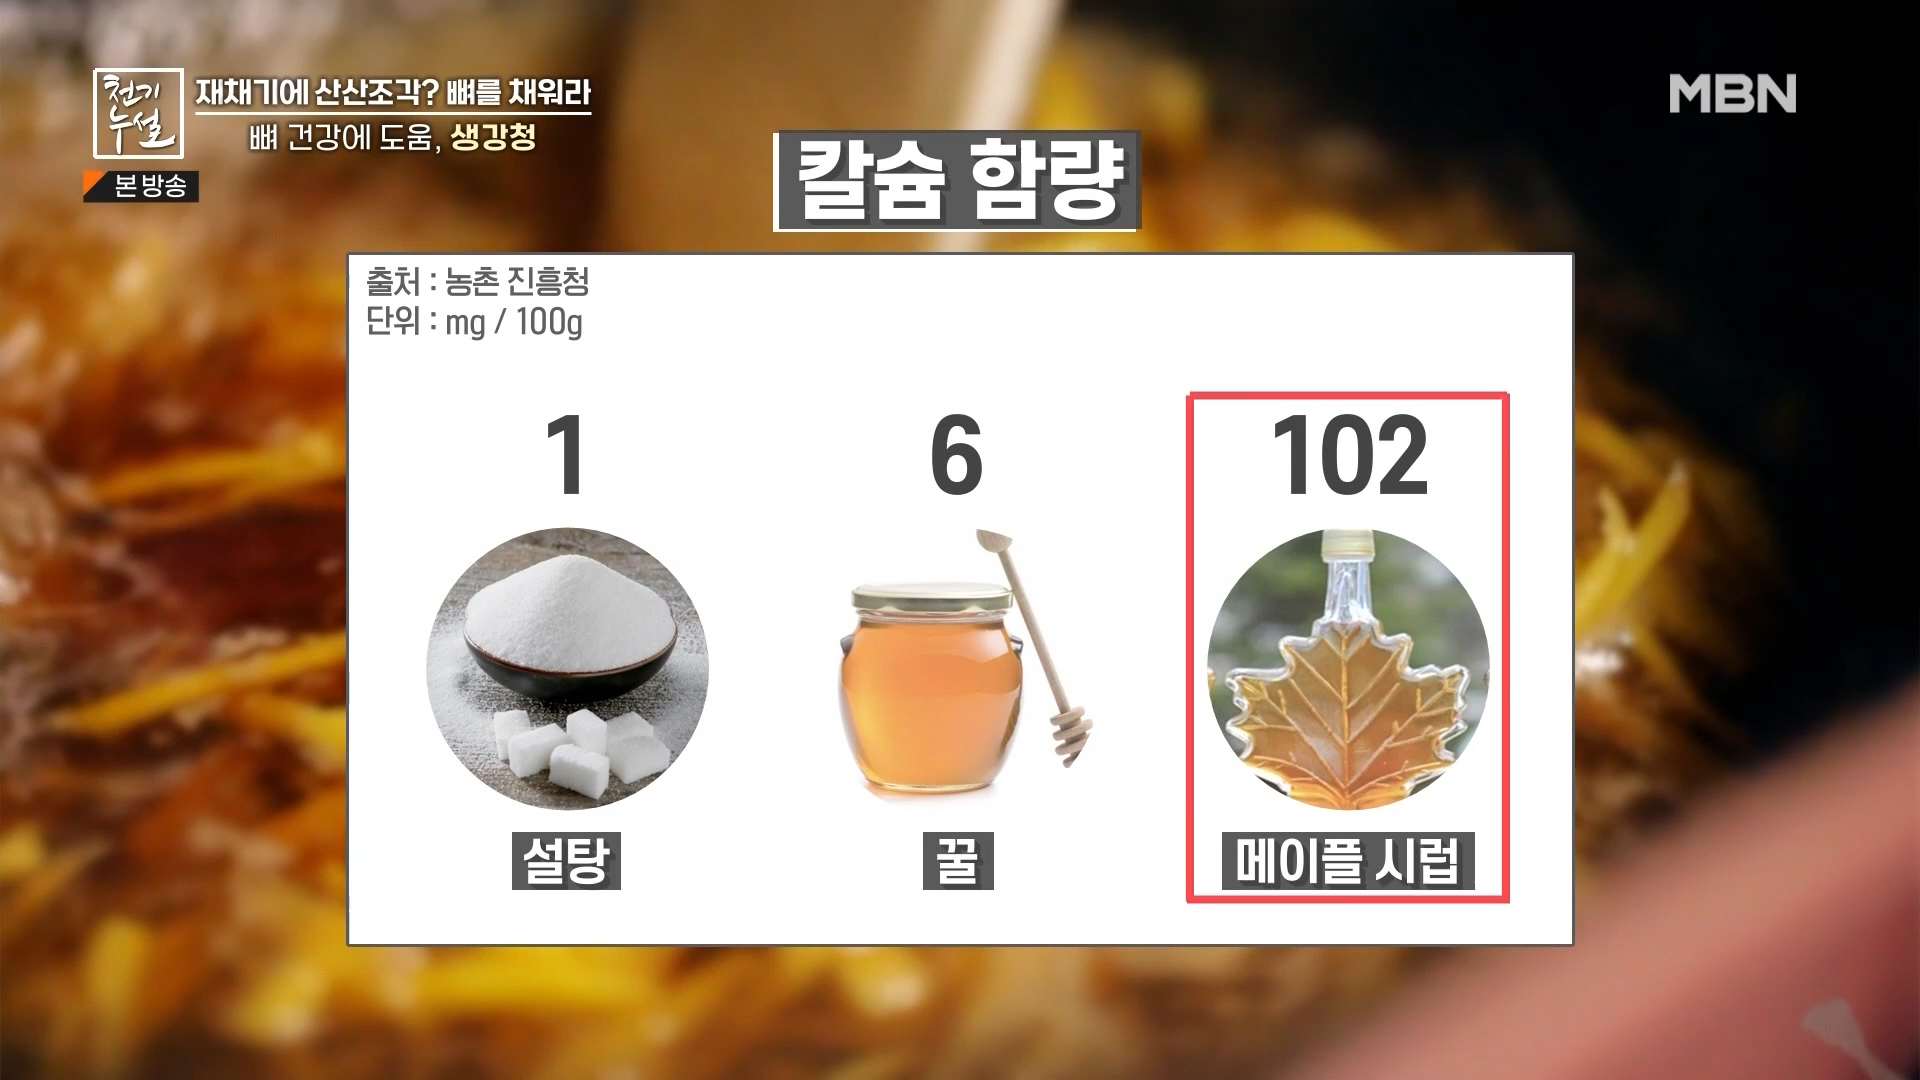 천기누설
재채기에 산산조각? 뼈를 채워라
뼈 건강에 도움, 생강청
본 방송
MBN
칼슘 함량
출처 : 농촌 진흥청
단위 : mg / 100g
1
6
102
설탕
꿀
메이플 시럽